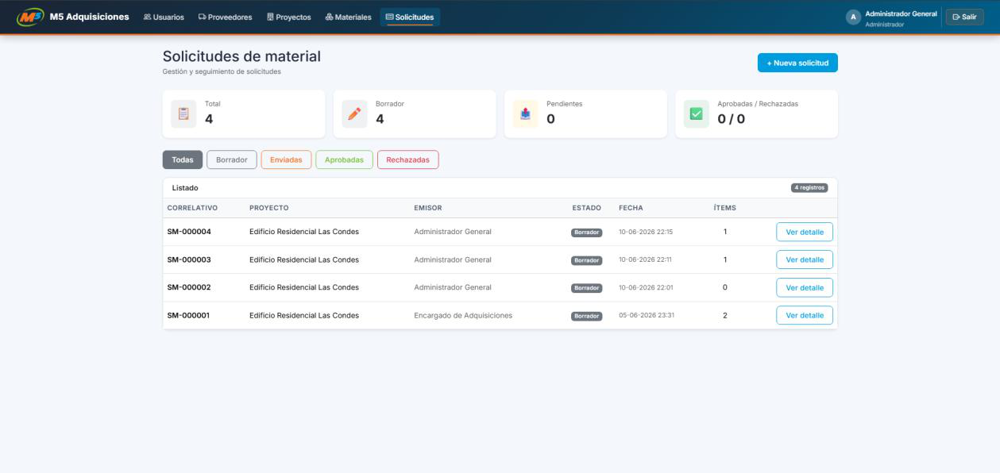 M5 M5 Adquisiciones Usuarios Proveedores Proyectos Materiales Solicitudes A Administrador General Salir
Administrador
Solicitudes de material
Gestión y seguimiento de solicitudes
+ Nueva solicitud
Total
4
Borrador
4
Pendientes
0
Aprobadas / Rechazadas
0 / 0
Todas Borrador Enviadas Aprobadas Rechazadas
Listado 4 registros
CORRELATIVO PROYECTO EMISOR ESTADO FECHA ÍTEMS
SM-000004 Edificio Residencial Las Condes Administrador General Borrador 10-06-2026 22:15 1 Ver detalle
SM-000003 Edificio Residencial Las Condes Administrador General Borrador 10-06-2026 22:11 1 Ver detalle
SM-000002 Edificio Residencial Las Condes Administrador General Borrador 10-06-2026 22:01 0 Ver detalle
SM-000001 Edificio Residencial Las Condes Encargado de Adquisiciones Borrador 05-06-2026 23:31 2 Ver detalle